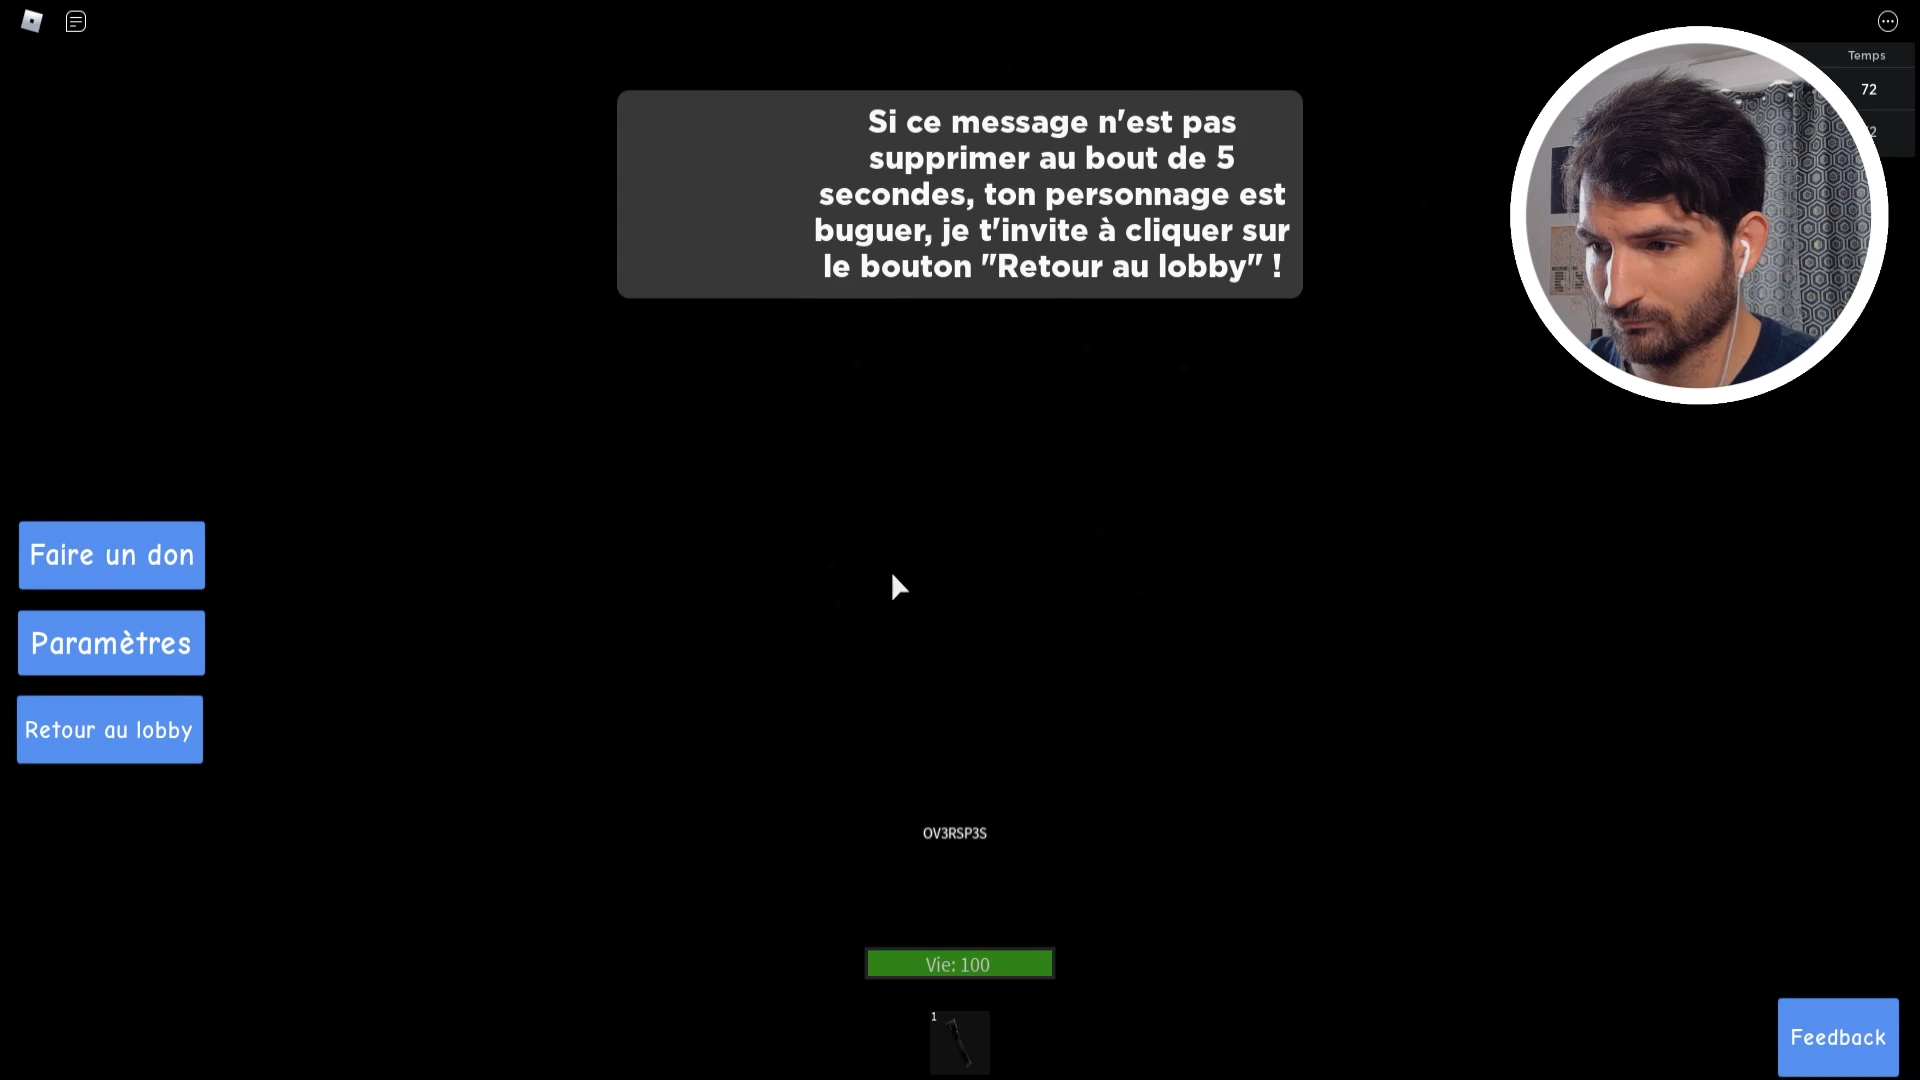 Temps
72
Si ce message n'est pas
supprimer au bout de 5
secondes, ton personnage est
buguer, je t'invite à cliquer sur
le bouton "Retour au lobby" !
Faire un don
Paramètres
Retour au lobby
OV3RSP3S
Vie: 100
1
Feedback